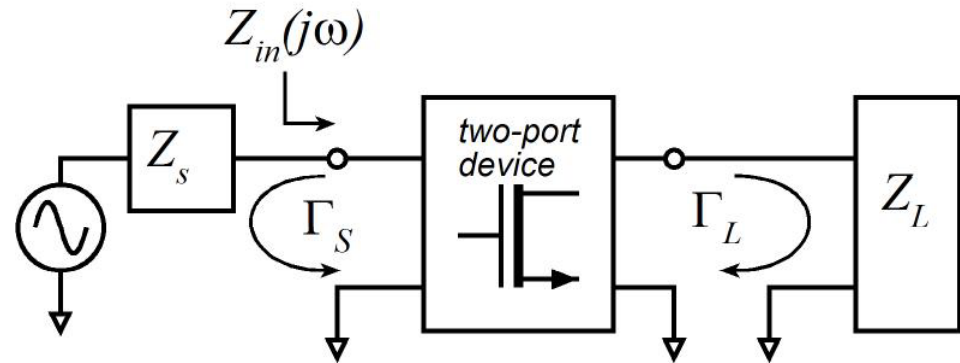 Z_in(jω)
Z_s
Γ_S
two-port
device
Γ_L
Z_L